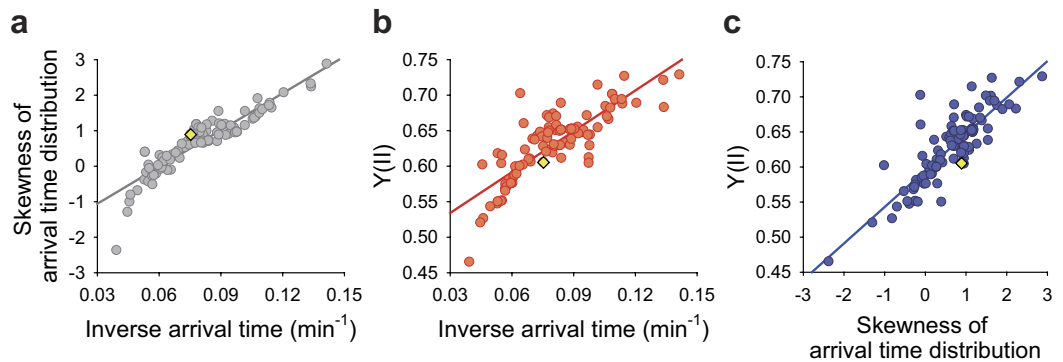 a
Skewness of
arrival time distribution
3
2
1
0
-1
-2
-3
0.03 0.06 0.09 0.12 0.15
Inverse arrival time (min⁻¹)
b
Y(II)
0.75
0.70
0.65
0.60
0.55
0.50
0.45
0.03 0.06 0.09 0.12 0.15
Inverse arrival time (min⁻¹)
c
Y(II)
0.75
0.70
0.65
0.60
0.55
0.50
0.45
-3 -2 -1 0 1 2 3
Skewness of
arrival time distribution